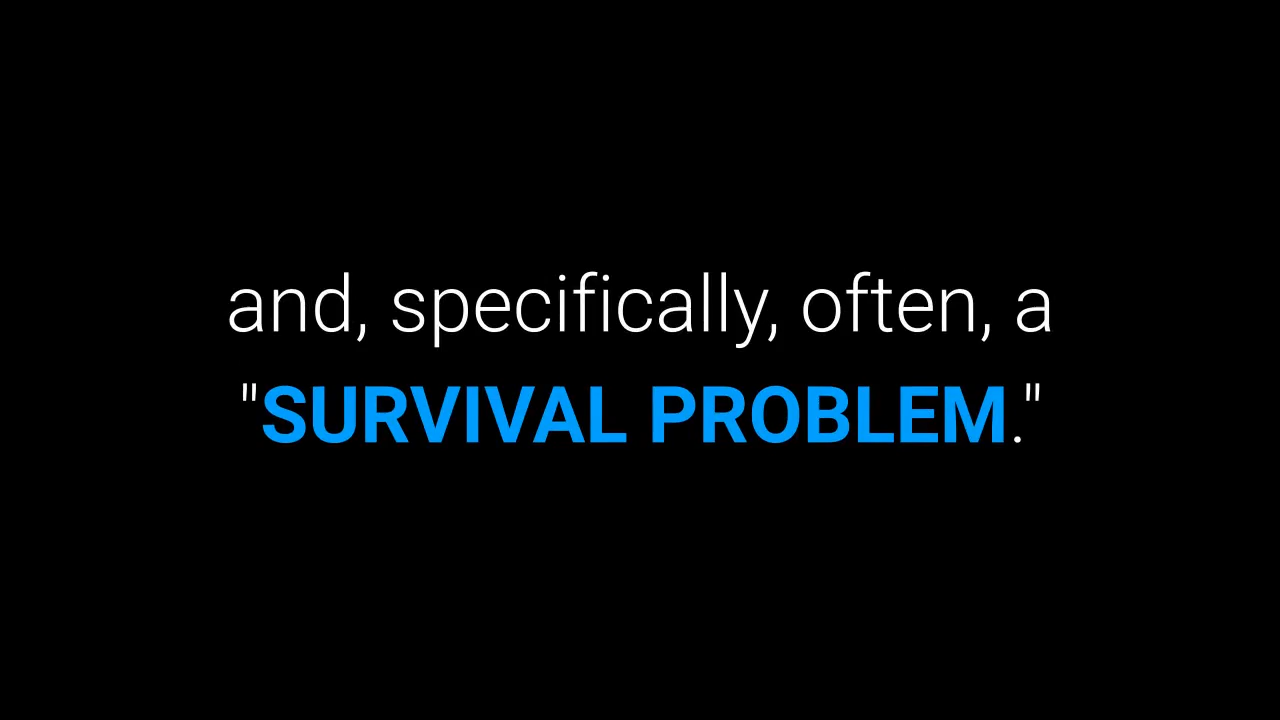 and, specifically, often, a
"SURVIVAL PROBLEM."